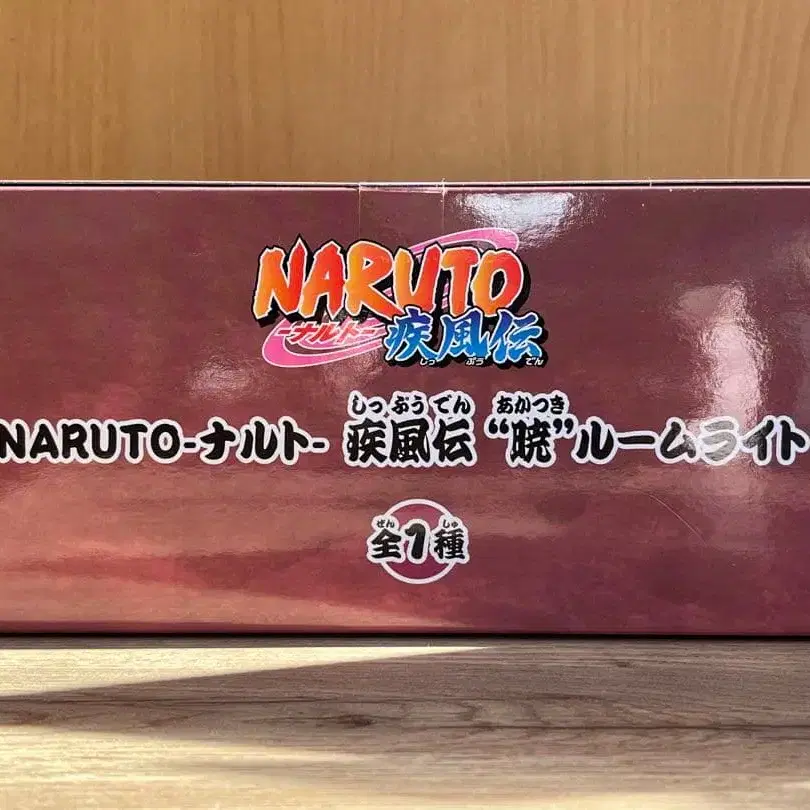 NARUTO
-ナルト-
疾風伝
しっ ぷう でん
しっ ぷう でん あかつき
NARUTO-ナルト- 疾風伝 “暁”ルームライト
ぜん しゅ
全1種